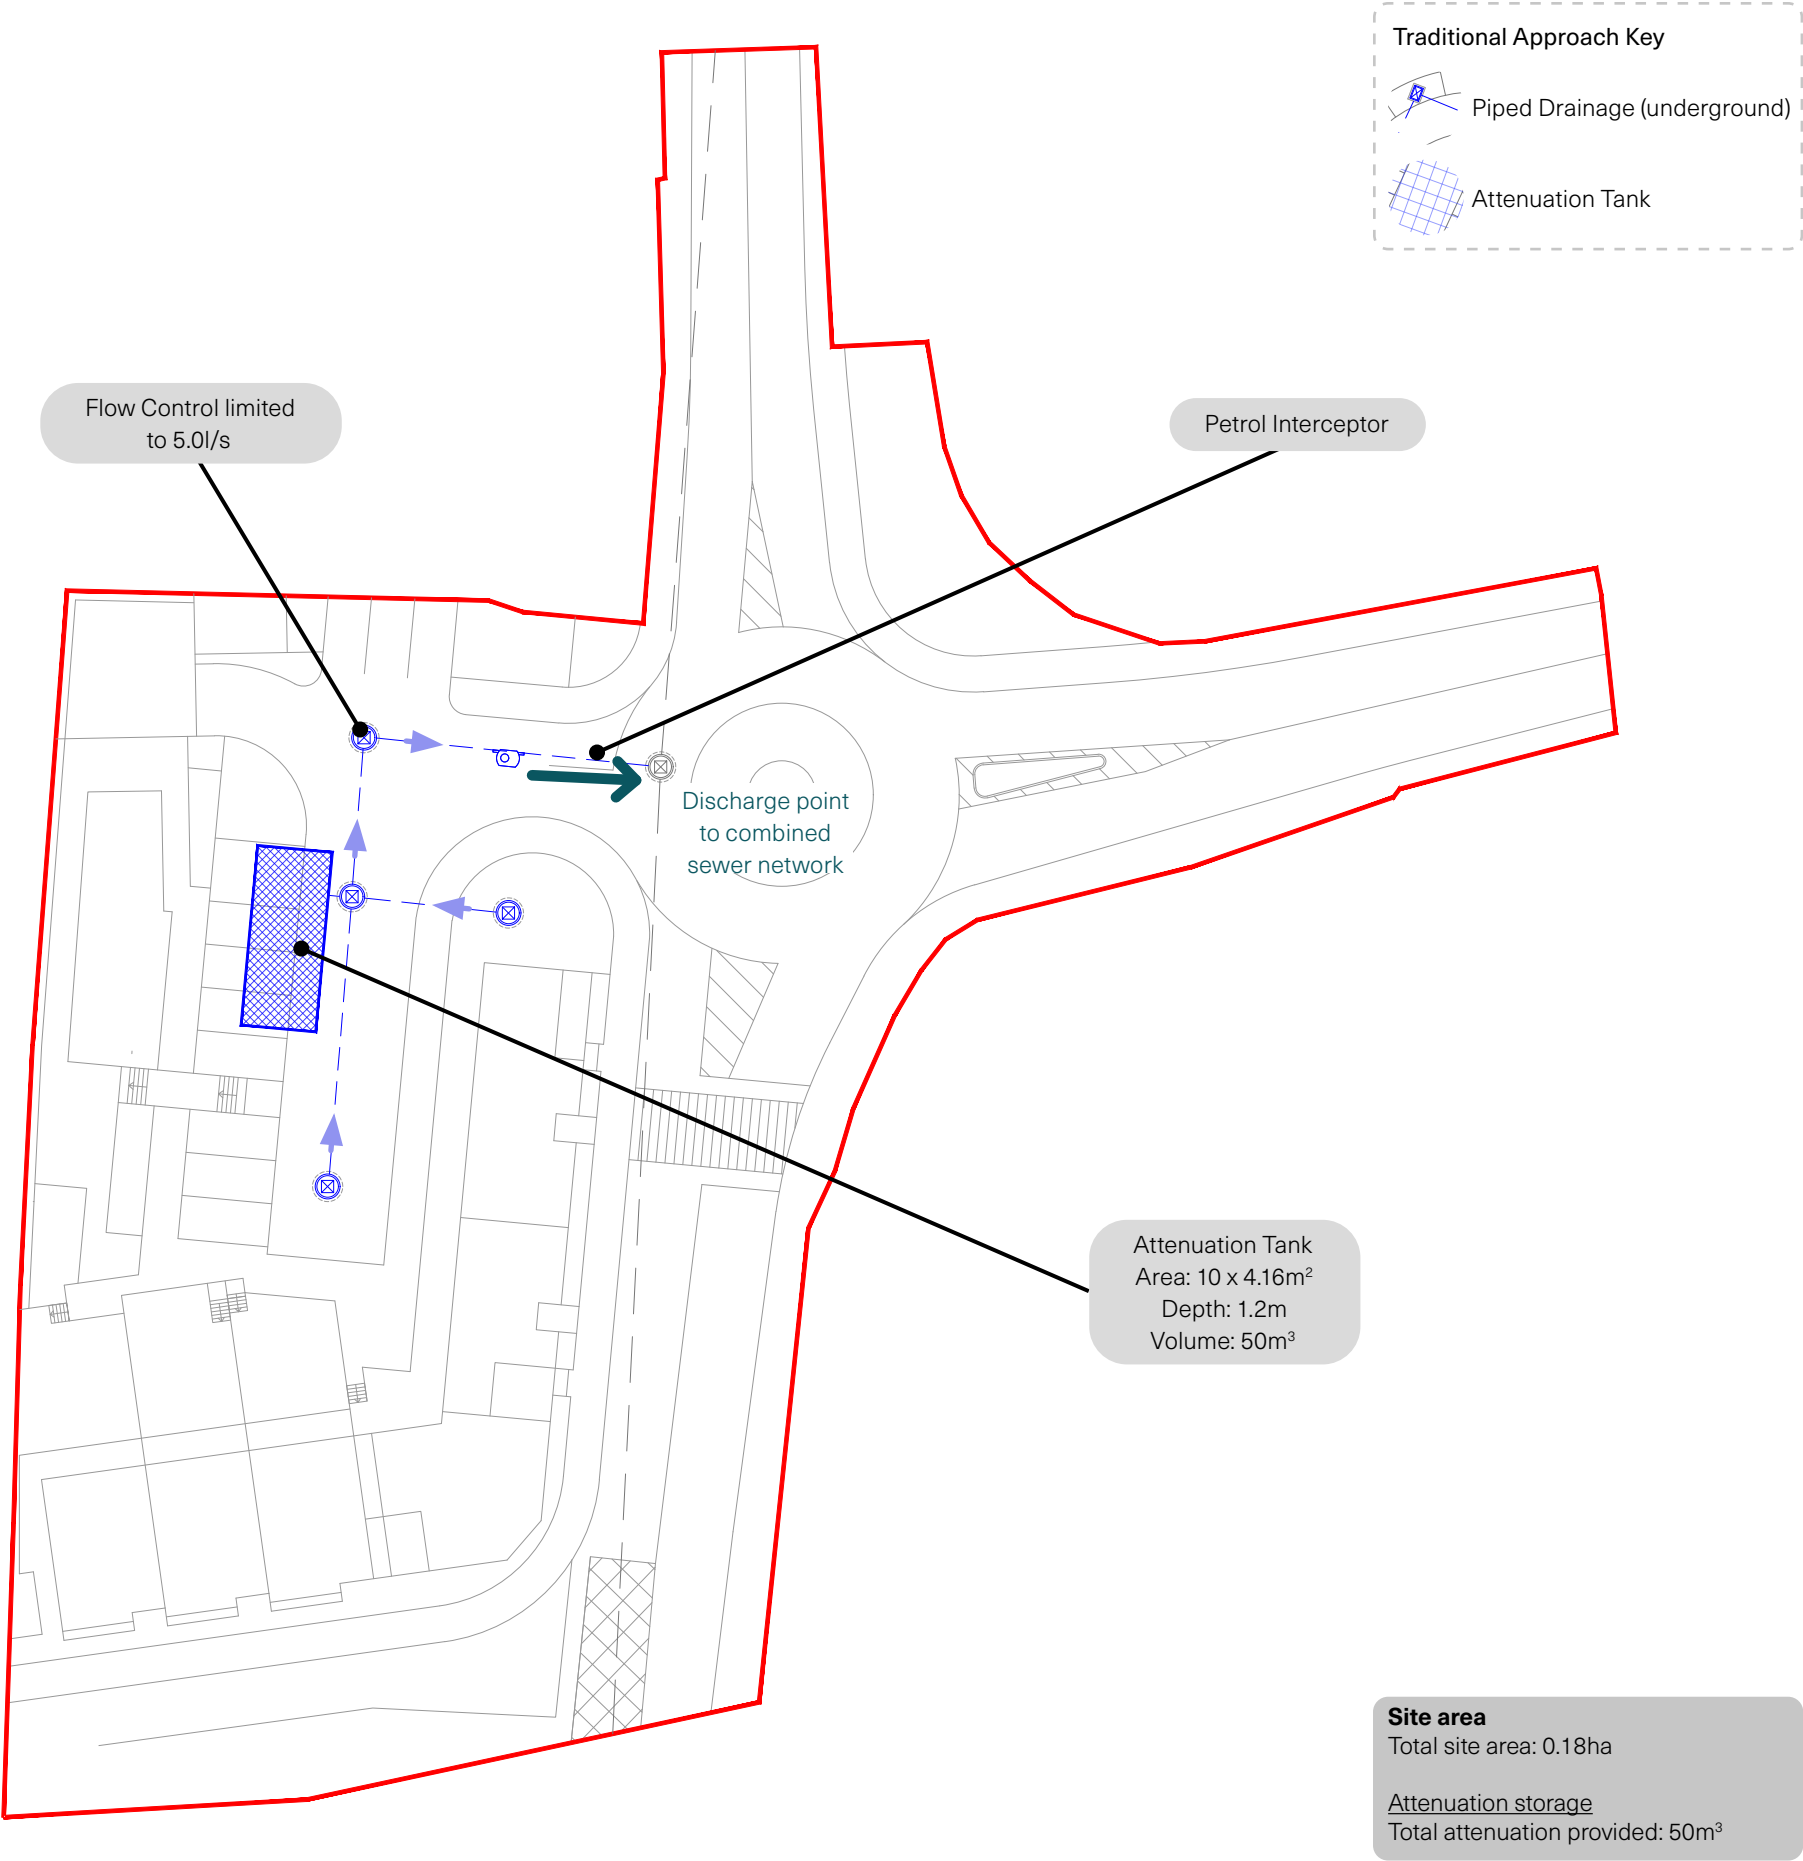 Traditional Approach Key
Piped Drainage (underground)
Attenuation Tank
Flow Control limited
to 5.0l/s
Petrol Interceptor
Discharge point
to combined
sewer network
Attenuation Tank
Area: 10 x 4.16m²
Depth: 1.2m
Volume: 50m³
Site area
Total site area: 0.18ha
Attenuation storage
Total attenuation provided: 50m³